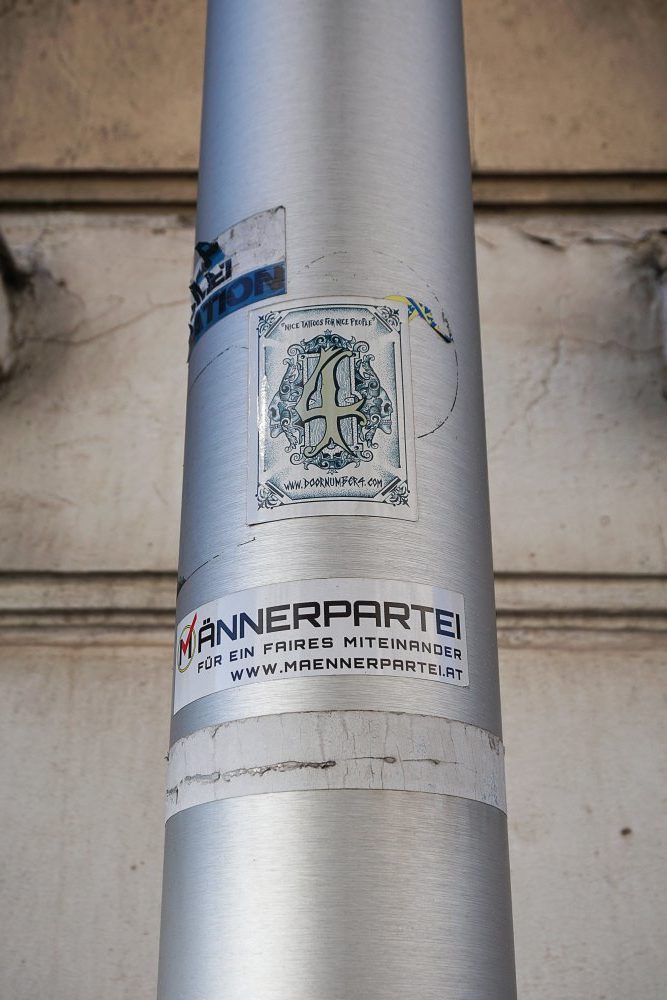 ATION
"NICE TATTOOS FOR NICE PEOPLE"
4
WWW.DOORNUMBER4.COM
MÄNNERPARTEI
FÜR EIN FAIRES MITEINANDER
WWW.MAENNERPARTEI.AT